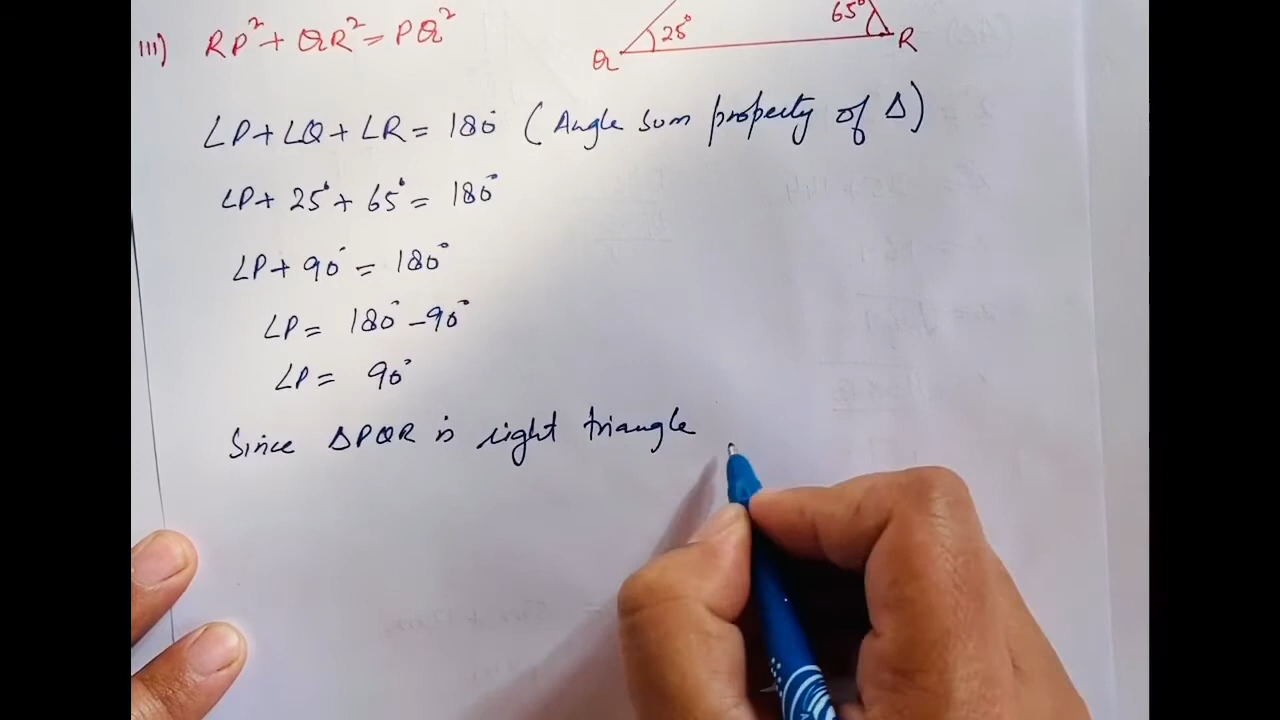 III) RP² + QR² = PQ²
65°
25°
Q
R
∠P + ∠Q + ∠R = 180° (Angle sum property of Δ)
∠P + 25° + 65° = 180°
∠P + 90° = 180°
∠P = 180° - 90°
∠P = 90°
Since ΔPQR is right triangle